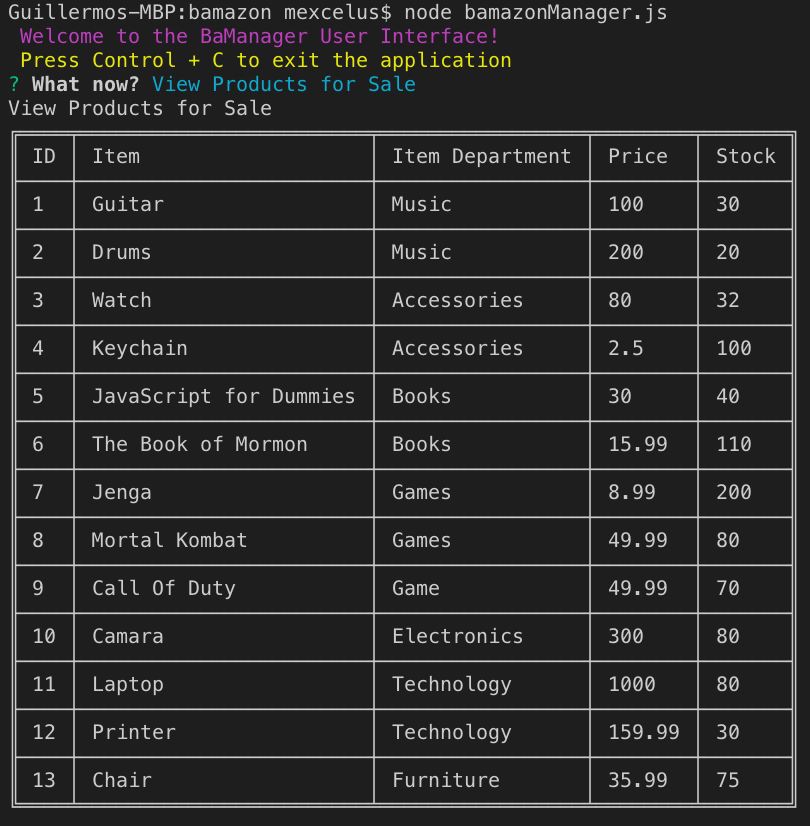 Guillermos-MBP:bamazon mexcelus$ node bamazonManager.js
Welcome to the BaManager User Interface!
Press Control + C to exit the application
? What now? View Products for Sale
View Products for Sale
ID Item Item Department Price Stock
1 Guitar Music 100 30
2 Drums Music 200 20
3 Watch Accessories 80 32
4 Keychain Accessories 2.5 100
5 JavaScript for Dummies Books 30 40
6 The Book of Mormon Books 15.99 110
7 Jenga Games 8.99 200
8 Mortal Kombat Games 49.99 80
9 Call Of Duty Game 49.99 70
10 Camara Electronics 300 80
11 Laptop Technology 1000 80
12 Printer Technology 159.99 30
13 Chair Furniture 35.99 75